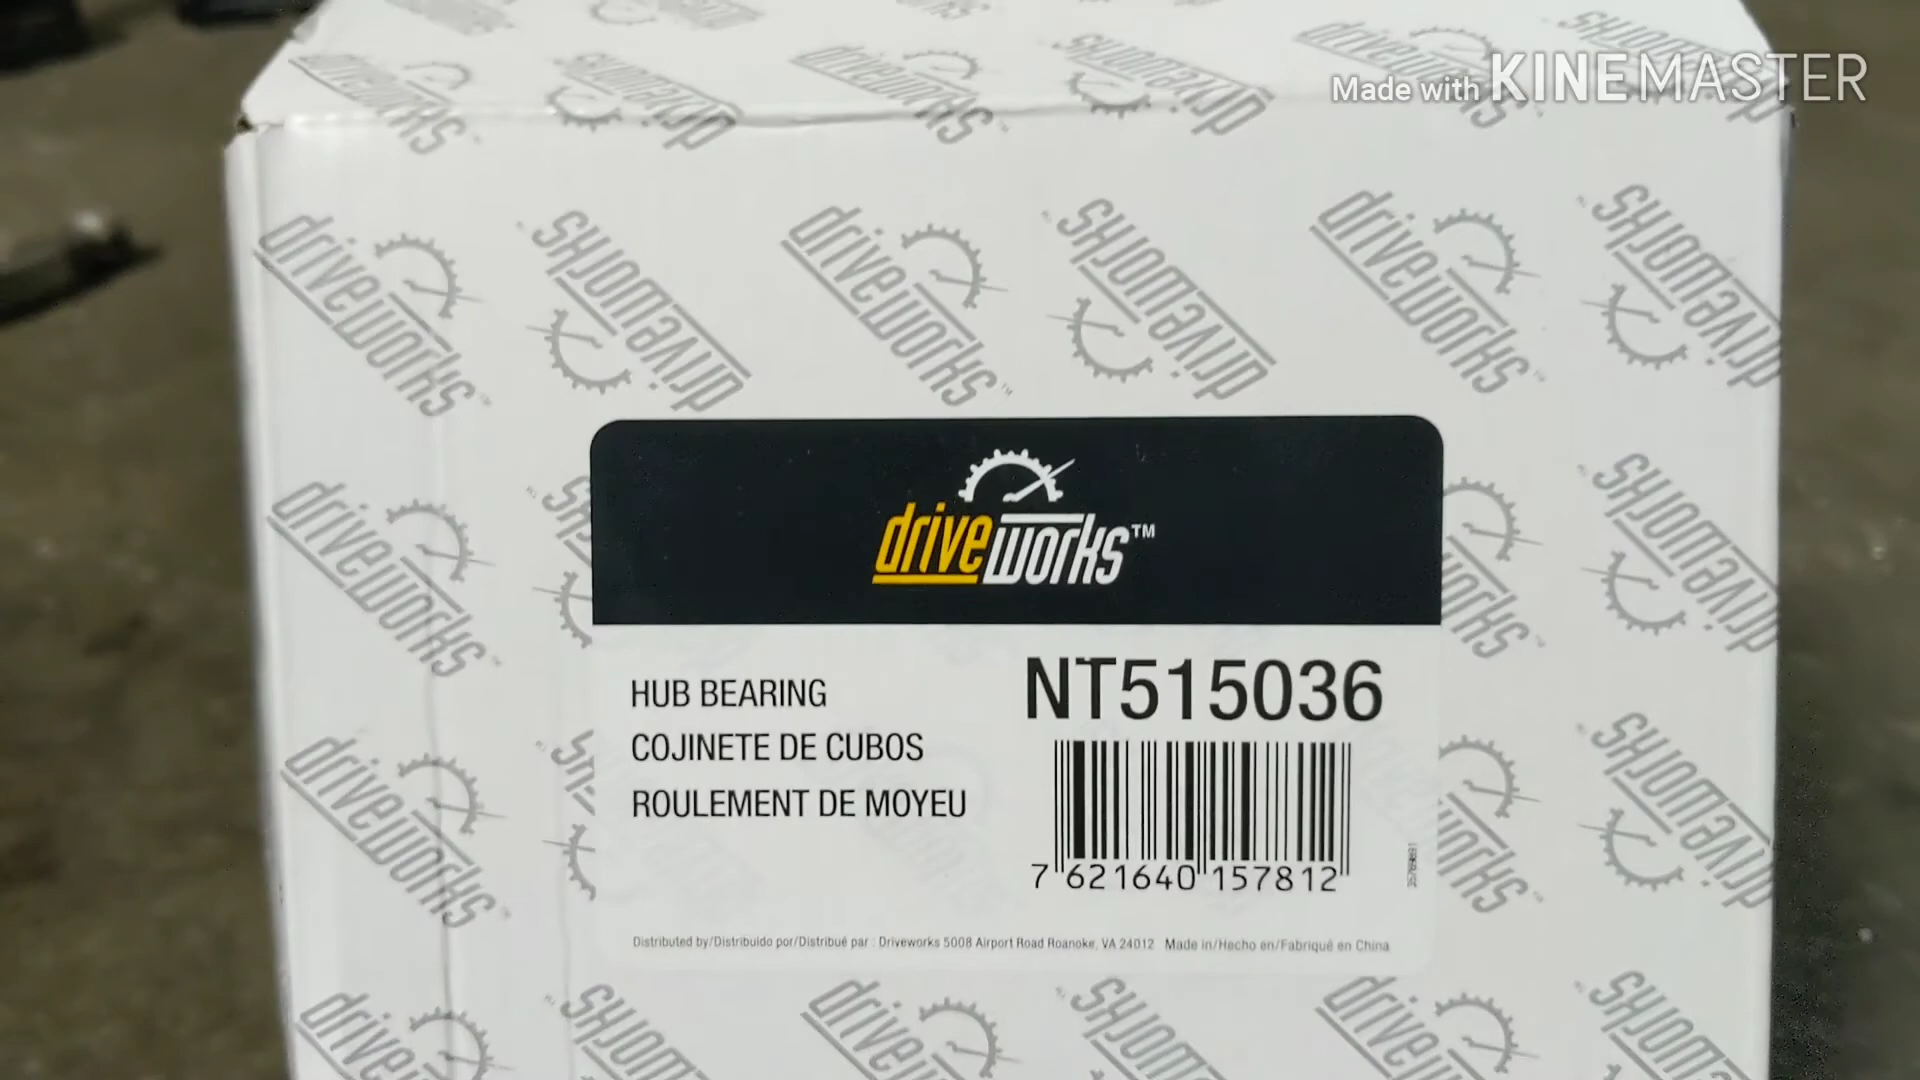 Made with KINEMASTER
driveworks™
HUB BEARING
COJINETE DE CUBOS
ROULEMENT DE MOYEU
NT515036
7 621640 157812
Distributed by/Distribuido por/Distribué par : Driveworks 5008 Airport Road Roanoke, VA 24012 Made in/Hecho en/Fabriqué en China